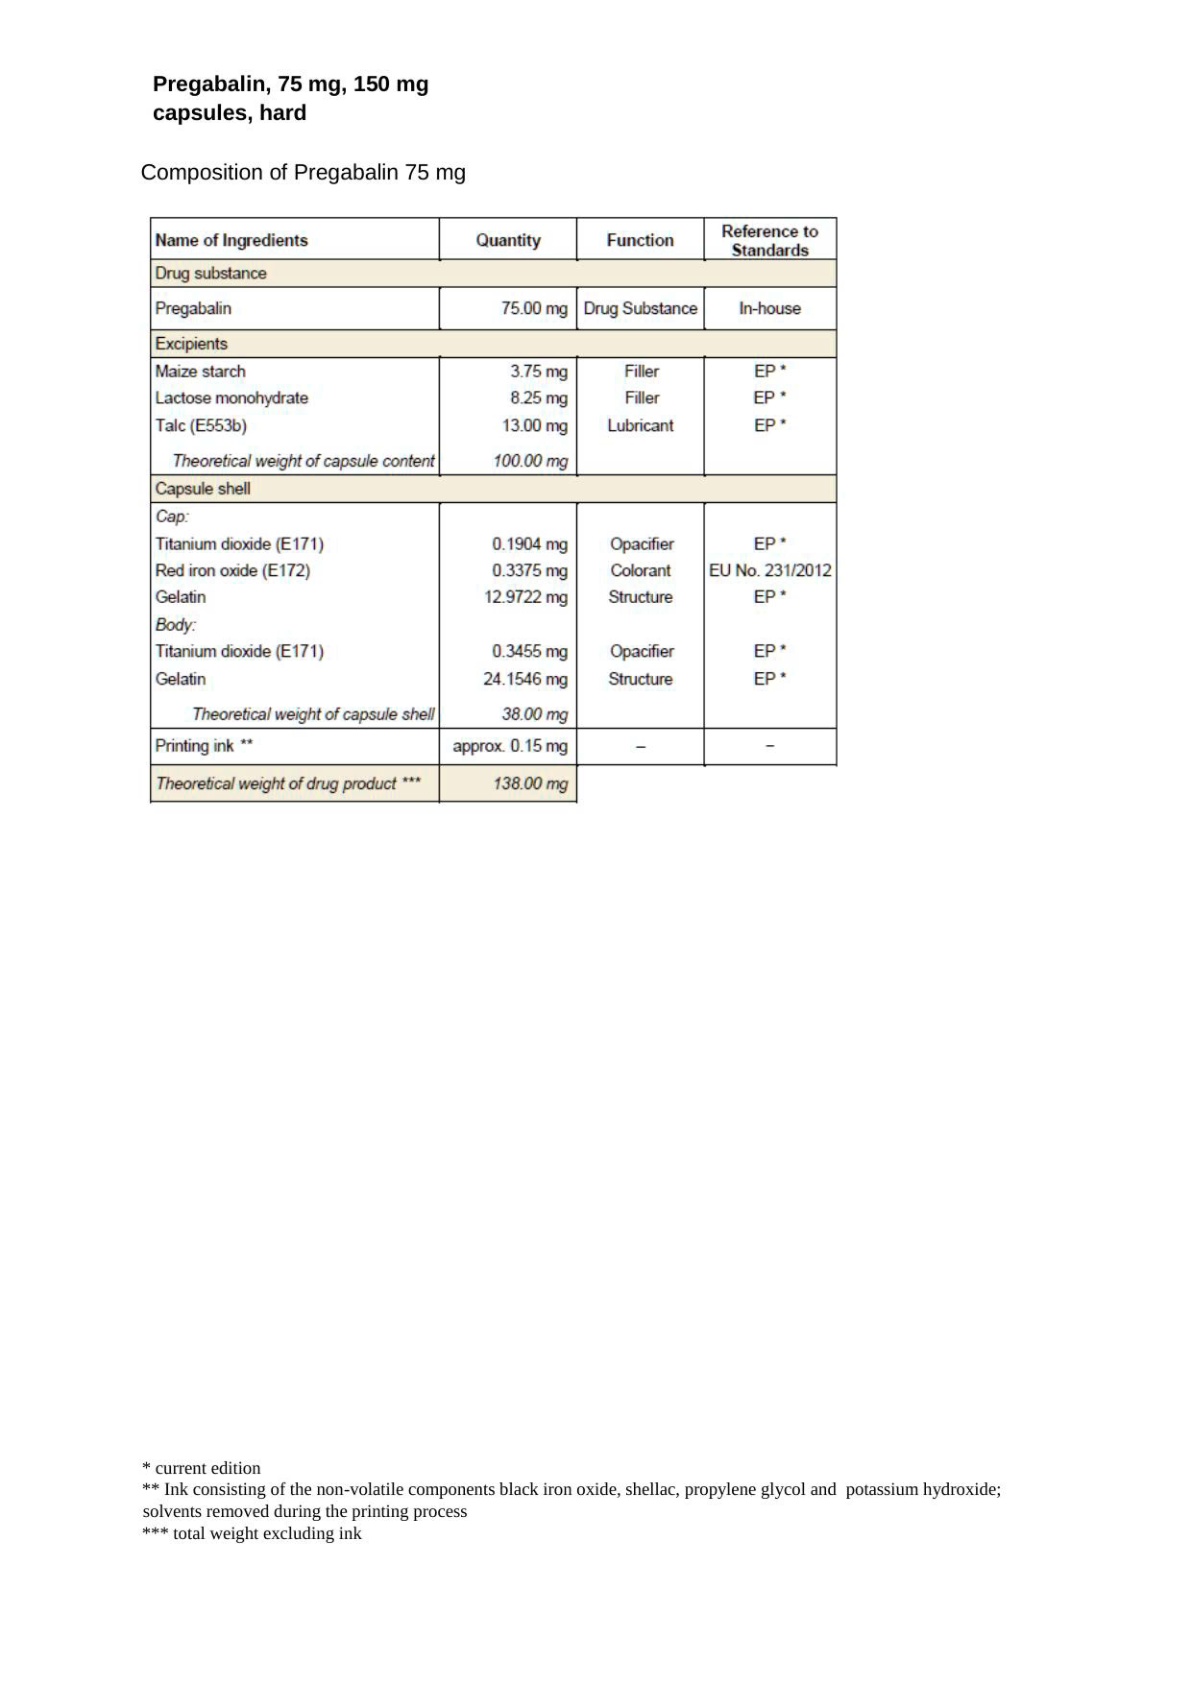 Pregabalin, 75 mg, 150 mg
capsules, hard
Composition of Pregabalin 75 mg
Name of Ingredients Quantity Function Reference to Standards
Drug substance
Pregabalin 75.00 mg Drug Substance In-house
Excipients
Maize starch 3.75 mg Filler EP *
Lactose monohydrate 8.25 mg Filler EP *
Talc (E553b) 13.00 mg Lubricant EP *
Theoretical weight of capsule content 100.00 mg
Capsule shell
Cap:
Titanium dioxide (E171) 0.1904 mg Opacifier EP *
Red iron oxide (E172) 0.3375 mg Colorant EU No. 231/2012
Gelatin 12.9722 mg Structure EP *
Body:
Titanium dioxide (E171) 0.3455 mg Opacifier EP *
Gelatin 24.1546 mg Structure EP *
Theoretical weight of capsule shell 38.00 mg
Printing ink ** approx. 0.15 mg – –
Theoretical weight of drug product *** 138.00 mg
* current edition
** Ink consisting of the non-volatile components black iron oxide, shellac, propylene glycol and potassium hydroxide;
solvents removed during the printing process
*** total weight excluding ink